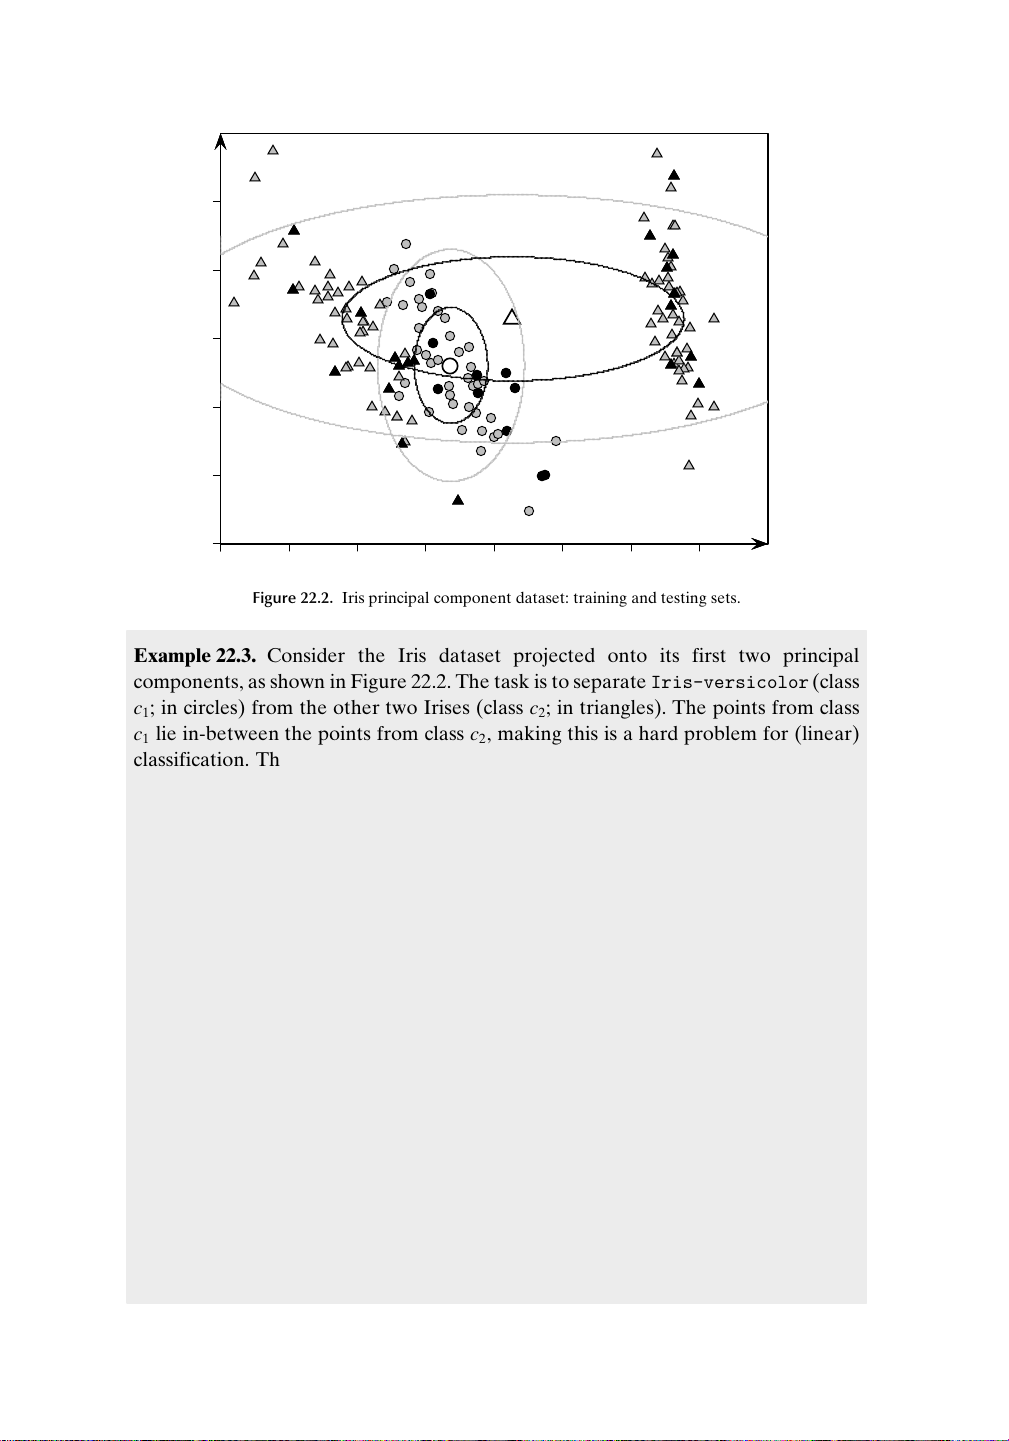 Figure 22.2. Iris principal component dataset: training and testing sets.
Example 22.3. Consider the Iris dataset projected onto its first two principal
components, as shown in Figure 22.2. The task is to separate Iris-versicolor (class
c1; in circles) from the other two Irises (class c2; in triangles). The points from class
c1 lie in-between the points from class c2, making this is a hard problem for (linear)
classification. Th